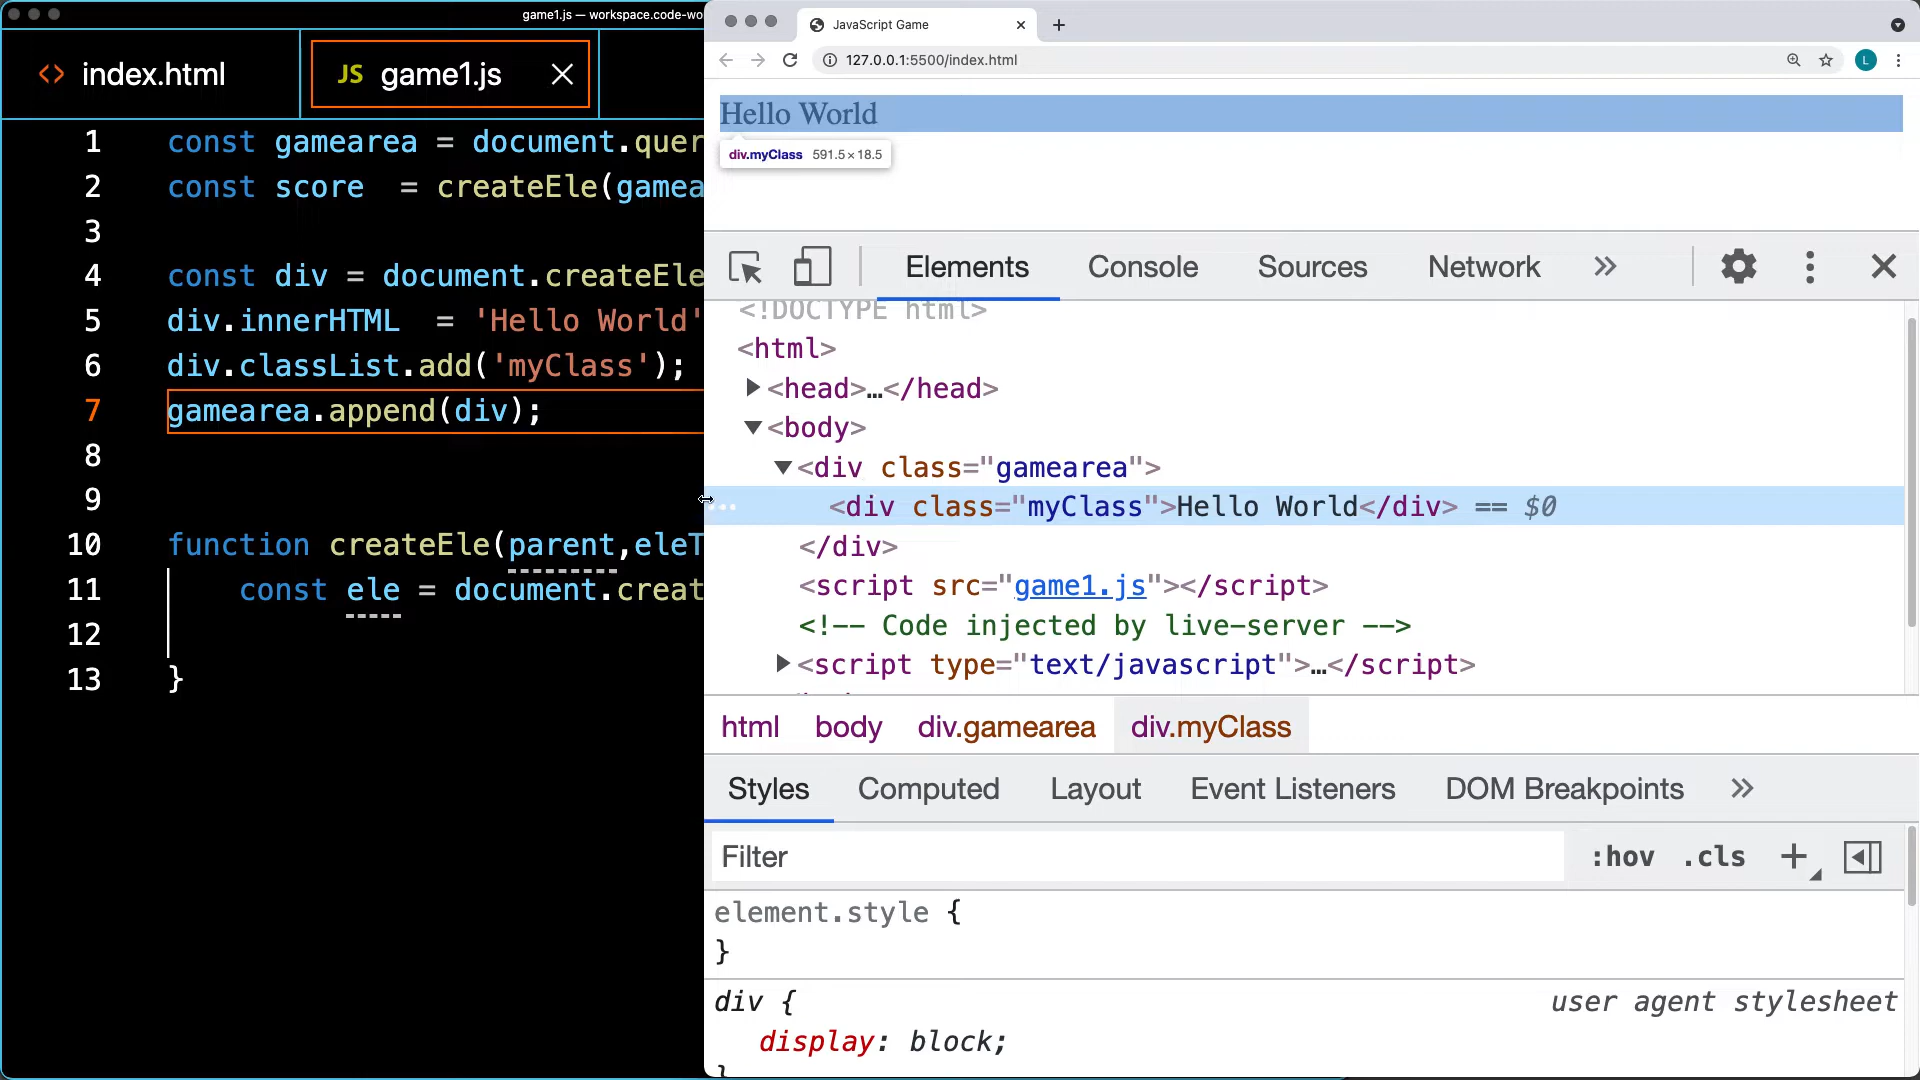 game1.js — workspace.code-wo
<> index.html
JS game1.js
1 const gamearea = document.quer
2 const score  = createEle(gamea
3
4 const div = document.createEle
5 div.innerHTML  = 'Hello World'
6 div.classList.add('myClass');
7 gamearea.append(div);
8
9
10 function createEle(parent,eleT
11     const ele = document.creat
12
13 }
JavaScript Game
127.0.0.1:5500/index.html
L
Hello World
div.myClass 591.5 × 18.5
Elements Console Sources Network »
<!DOCTYPE html>
<html>
<head>…</head>
<body>
<div class="gamearea">
<div class="myClass">Hello World</div> == $0
</div>
<script src="game1.js"></script>
<!-- Code injected by live-server -->
<script type="text/javascript">…</script>
html body div.gamearea div.myClass
Styles Computed Layout Event Listeners DOM Breakpoints »
Filter :hov .cls +
element.style {
}
div { user agent stylesheet
display: block;
}